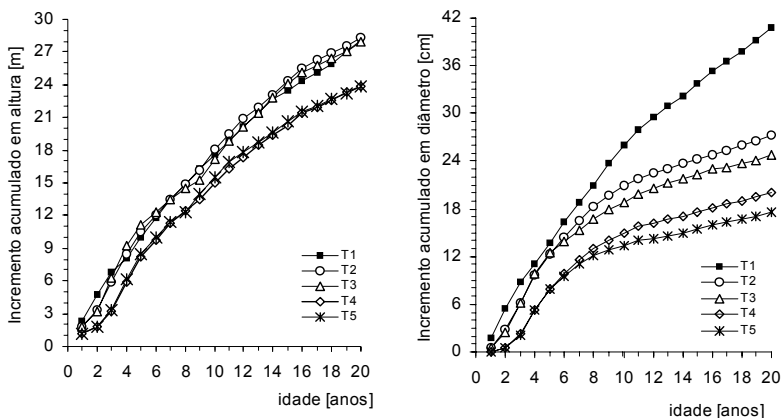 Incremento acumulado em altura [m]
30
27
24
21
18
15
12
9
6
3
0
0 2 4 6 8 10 12 14 16 18 20
idade [anos]
T1
T2
T3
T4
T5
Incremento acumulado em diâmetro [cm]
42
36
30
24
18
12
6
0
0 2 4 6 8 10 12 14 16 18 20
idade [anos]
T1
T2
T3
T4
T5